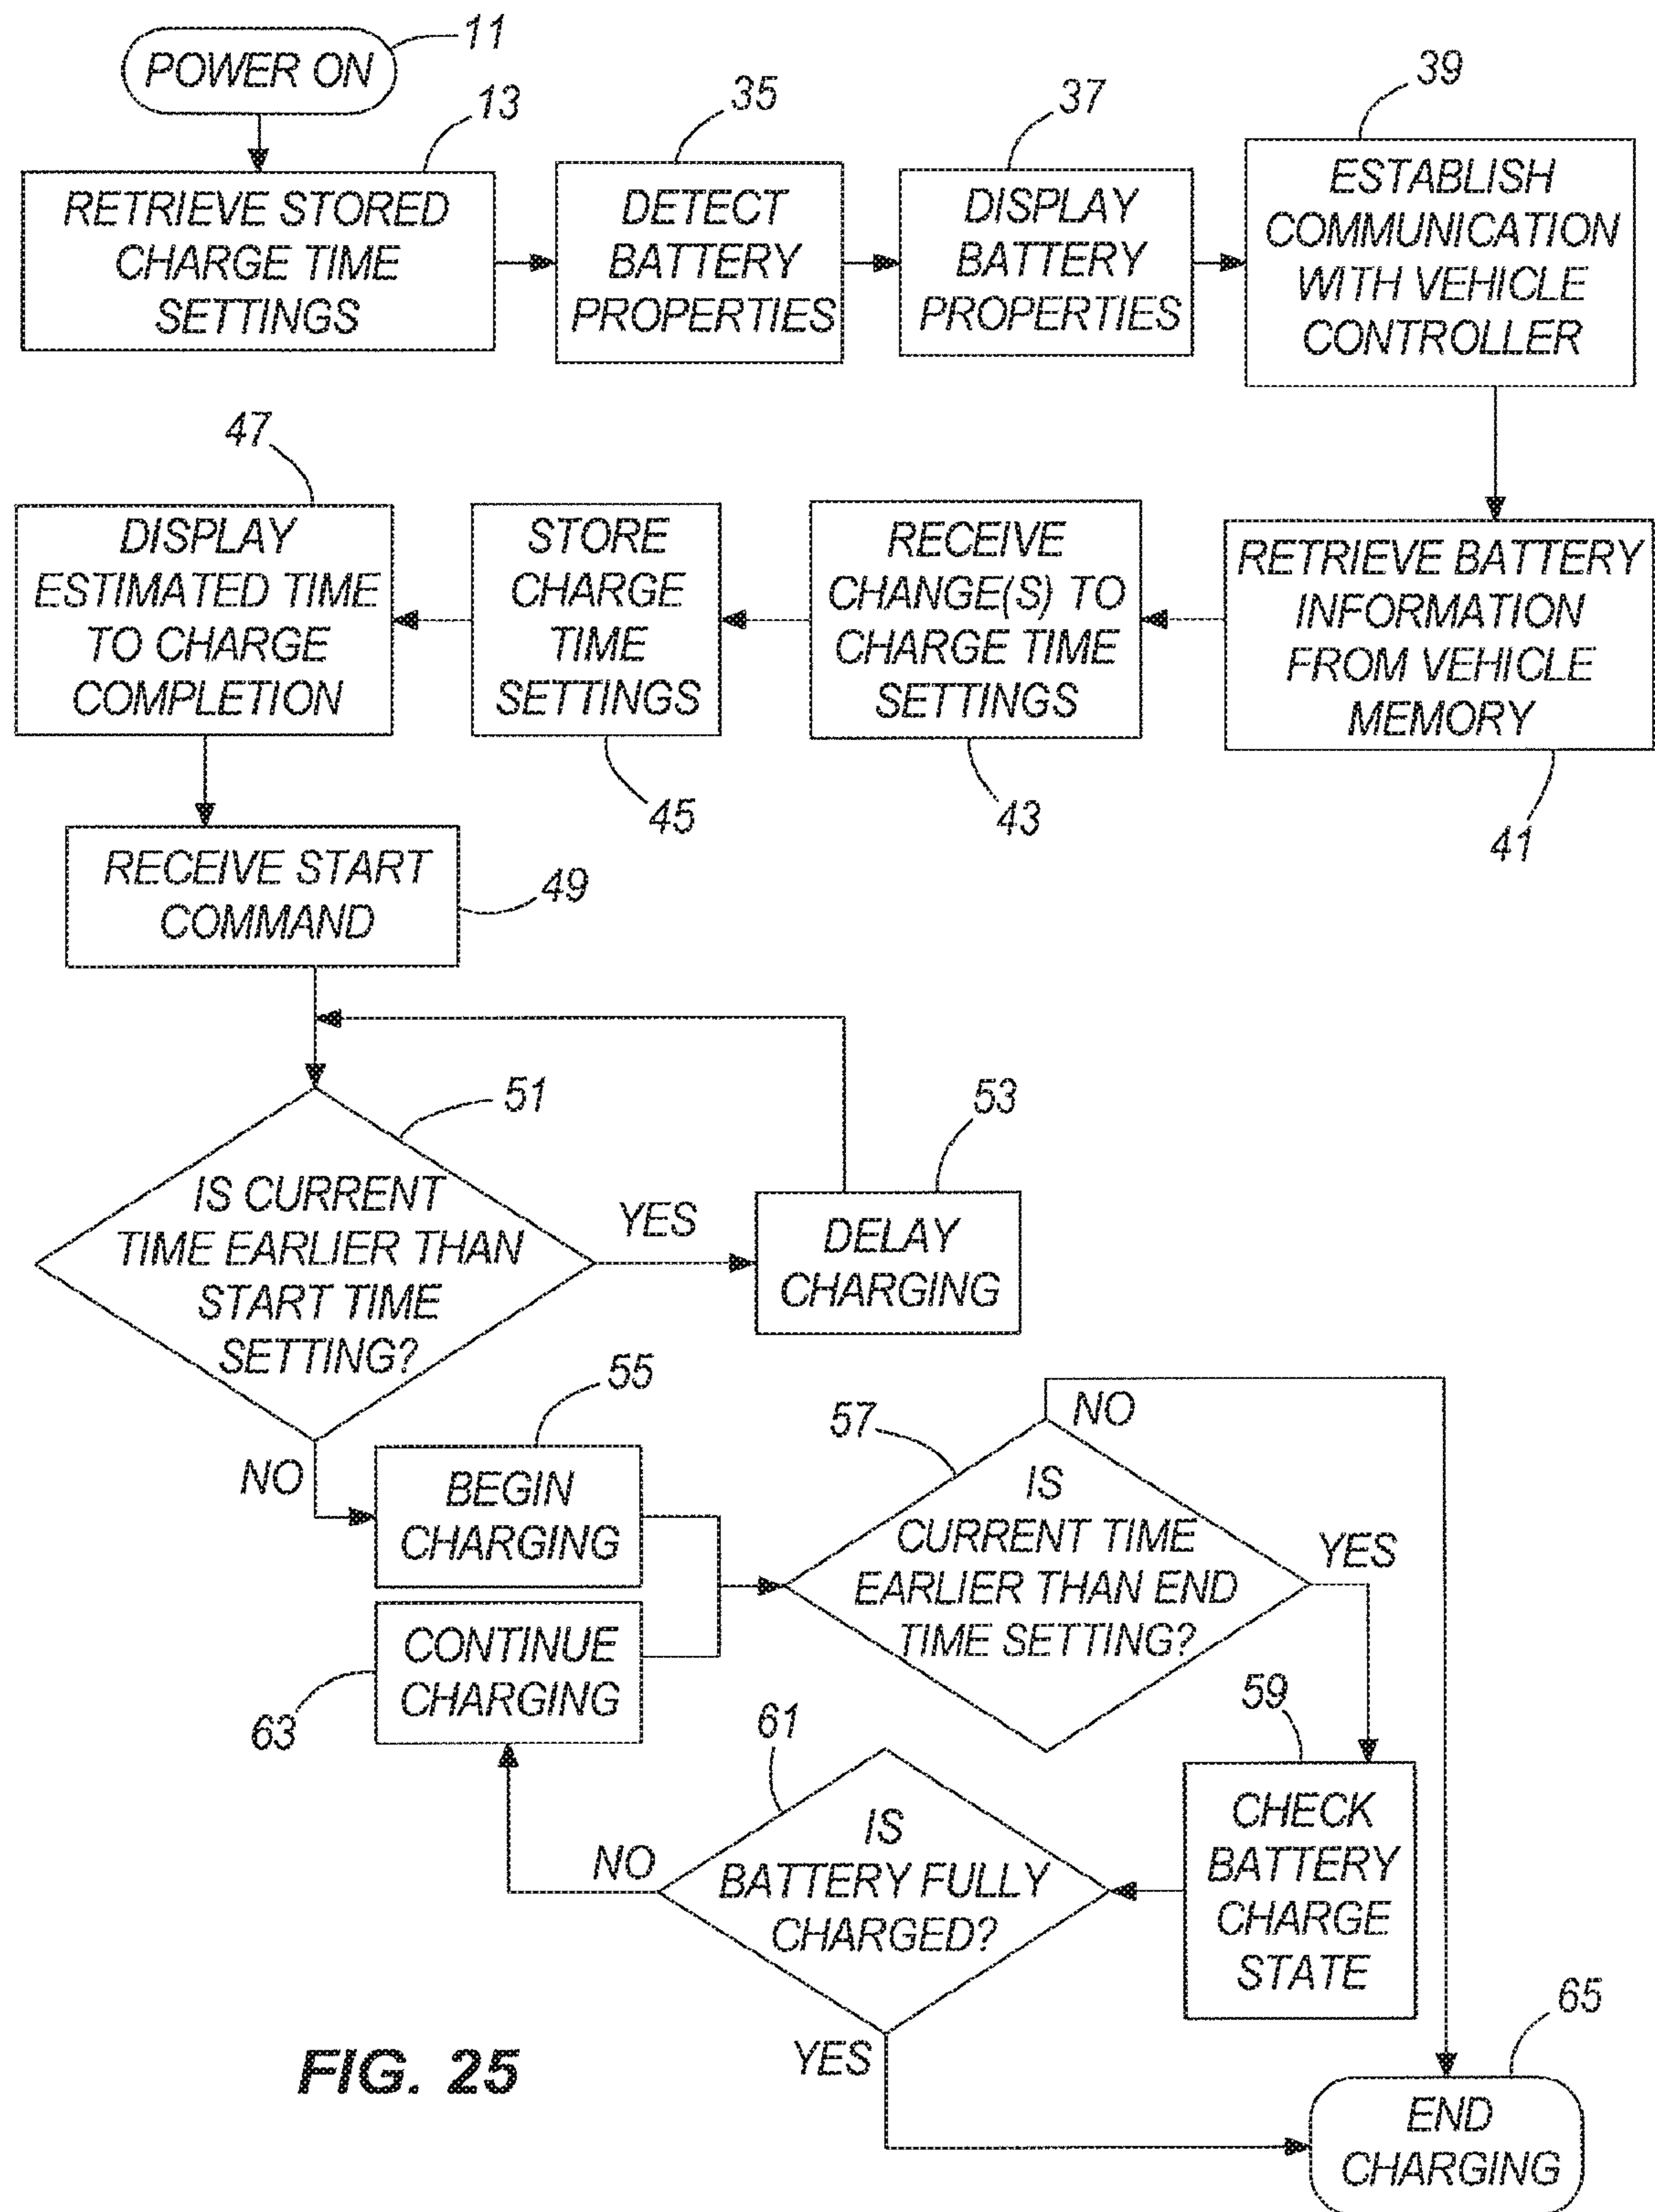 11
POWER ON
13
RETRIEVE STORED
CHARGE TIME
SETTINGS
35
DETECT
BATTERY
PROPERTIES
37
DISPLAY
BATTERY
PROPERTIES
39
ESTABLISH
COMMUNICATION
WITH VEHICLE
CONTROLLER
RETRIEVE BATTERY
INFORMATION
FROM VEHICLE
MEMORY
41
RECEIVE
CHANGE(S) TO
CHARGE TIME
SETTINGS
43
STORE
CHARGE
TIME
SETTINGS
45
47
DISPLAY
ESTIMATED TIME
TO CHARGE
COMPLETION
RECEIVE START
COMMAND
49
51
IS CURRENT
TIME EARLIER THAN
START TIME
SETTING?
YES
53
DELAY
CHARGING
NO
55
BEGIN
CHARGING
CONTINUE
CHARGING
63
57
NO
IS
CURRENT TIME
EARLIER THAN END
TIME SETTING?
YES
59
CHECK
BATTERY
CHARGE
STATE
61
IS
BATTERY FULLY
CHARGED?
NO
YES
65
END
CHARGING
FIG. 25